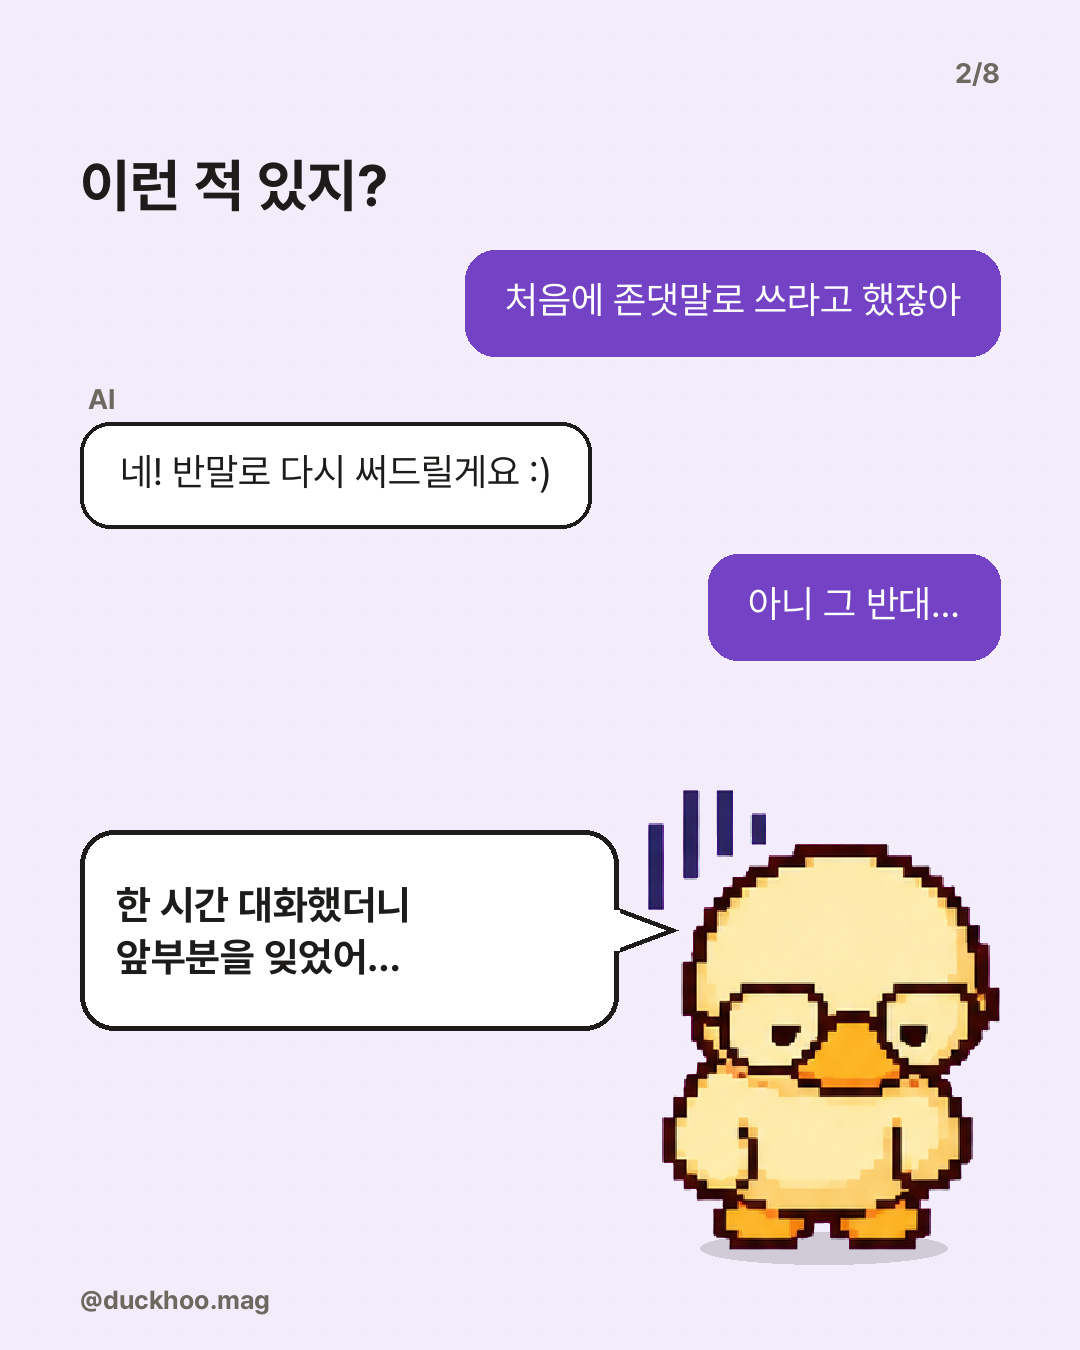 2/8
이런 적 있지?
처음에 존댓말로 쓰라고 했잖아
AI
네! 반말로 다시 써드릴게요 :)
아니 그 반대...
한 시간 대화했더니
앞부분을 잊었어...
@duckhoo.mag